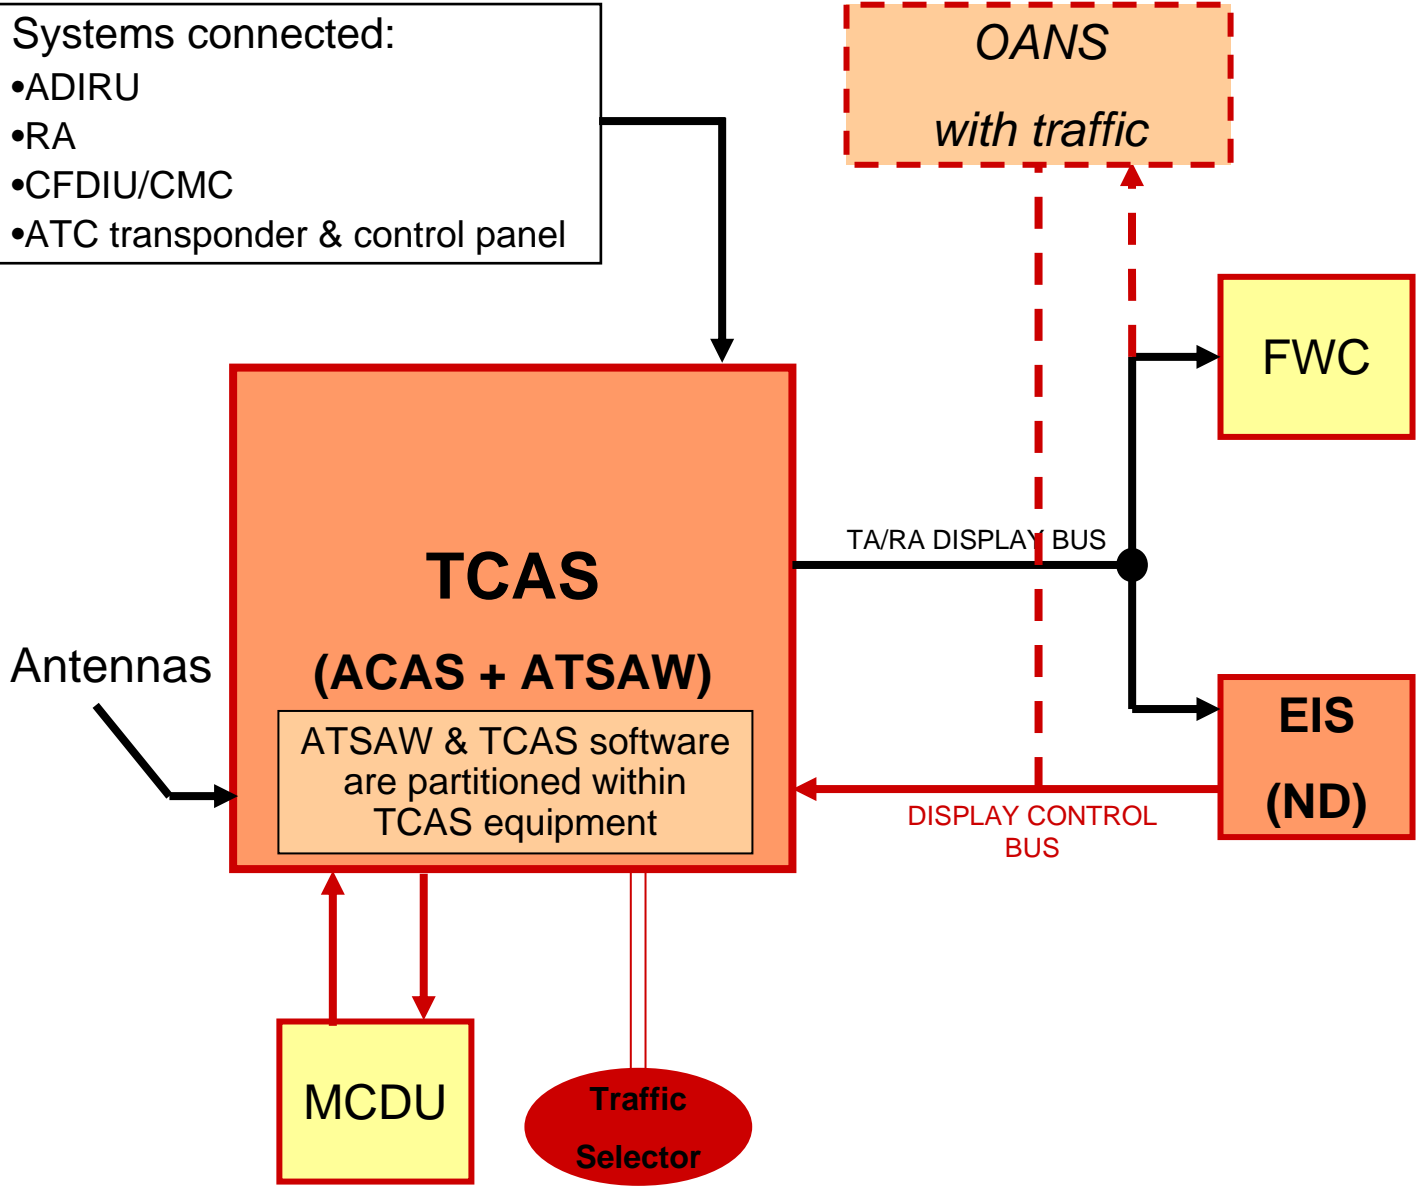 Systems connected:
•ADIRU
•RA
•CFDIU/CMC
•ATC transponder & control panel
OANS
with traffic
FWC
TA/RA DISPLAY BUS
TCAS
(ACAS + ATSAW)
ATSAW & TCAS software
are partitioned within
TCAS equipment
Antennas
EIS
(ND)
DISPLAY CONTROL
BUS
MCDU
Traffic
Selector